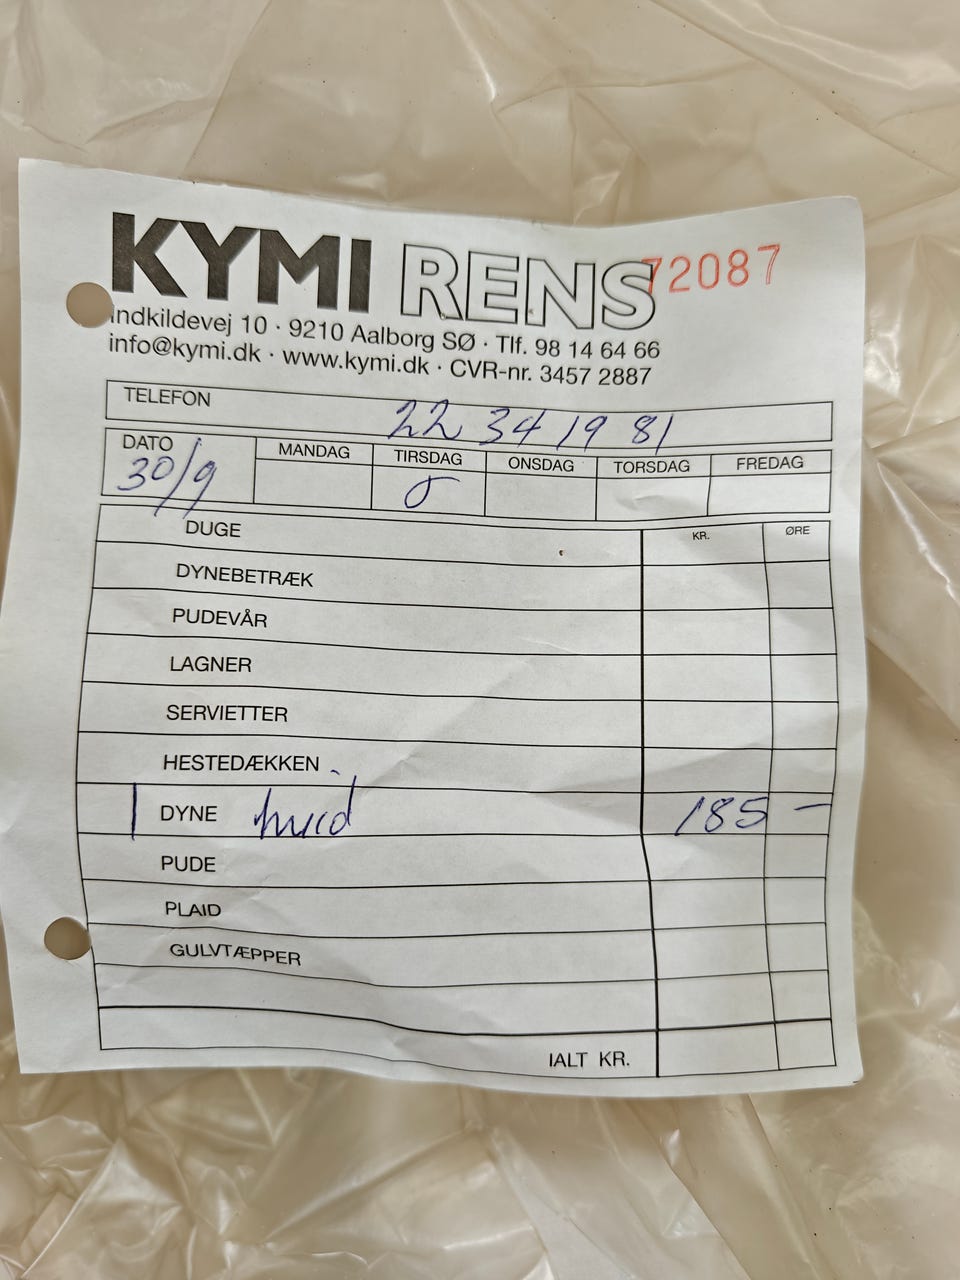 KYMI RENS 72087
Indkildevej 10 · 9210 Aalborg SØ · Tlf. 98 14 64 66
info@kymi.dk · www.kymi.dk · CVR-nr. 3457 2887
TELEFON 22 34 19 81
DATO MANDAG TIRSDAG ONSDAG TORSDAG FREDAG
30/9
DUGE KR. ØRE
DYNEBETRÆK
PUDEVÅR
LAGNER
SERVIETTER
HESTEDÆKKEN
1 DYNE hvid 185 -
PUDE
PLAID
GULVTÆPPER
IALT KR.